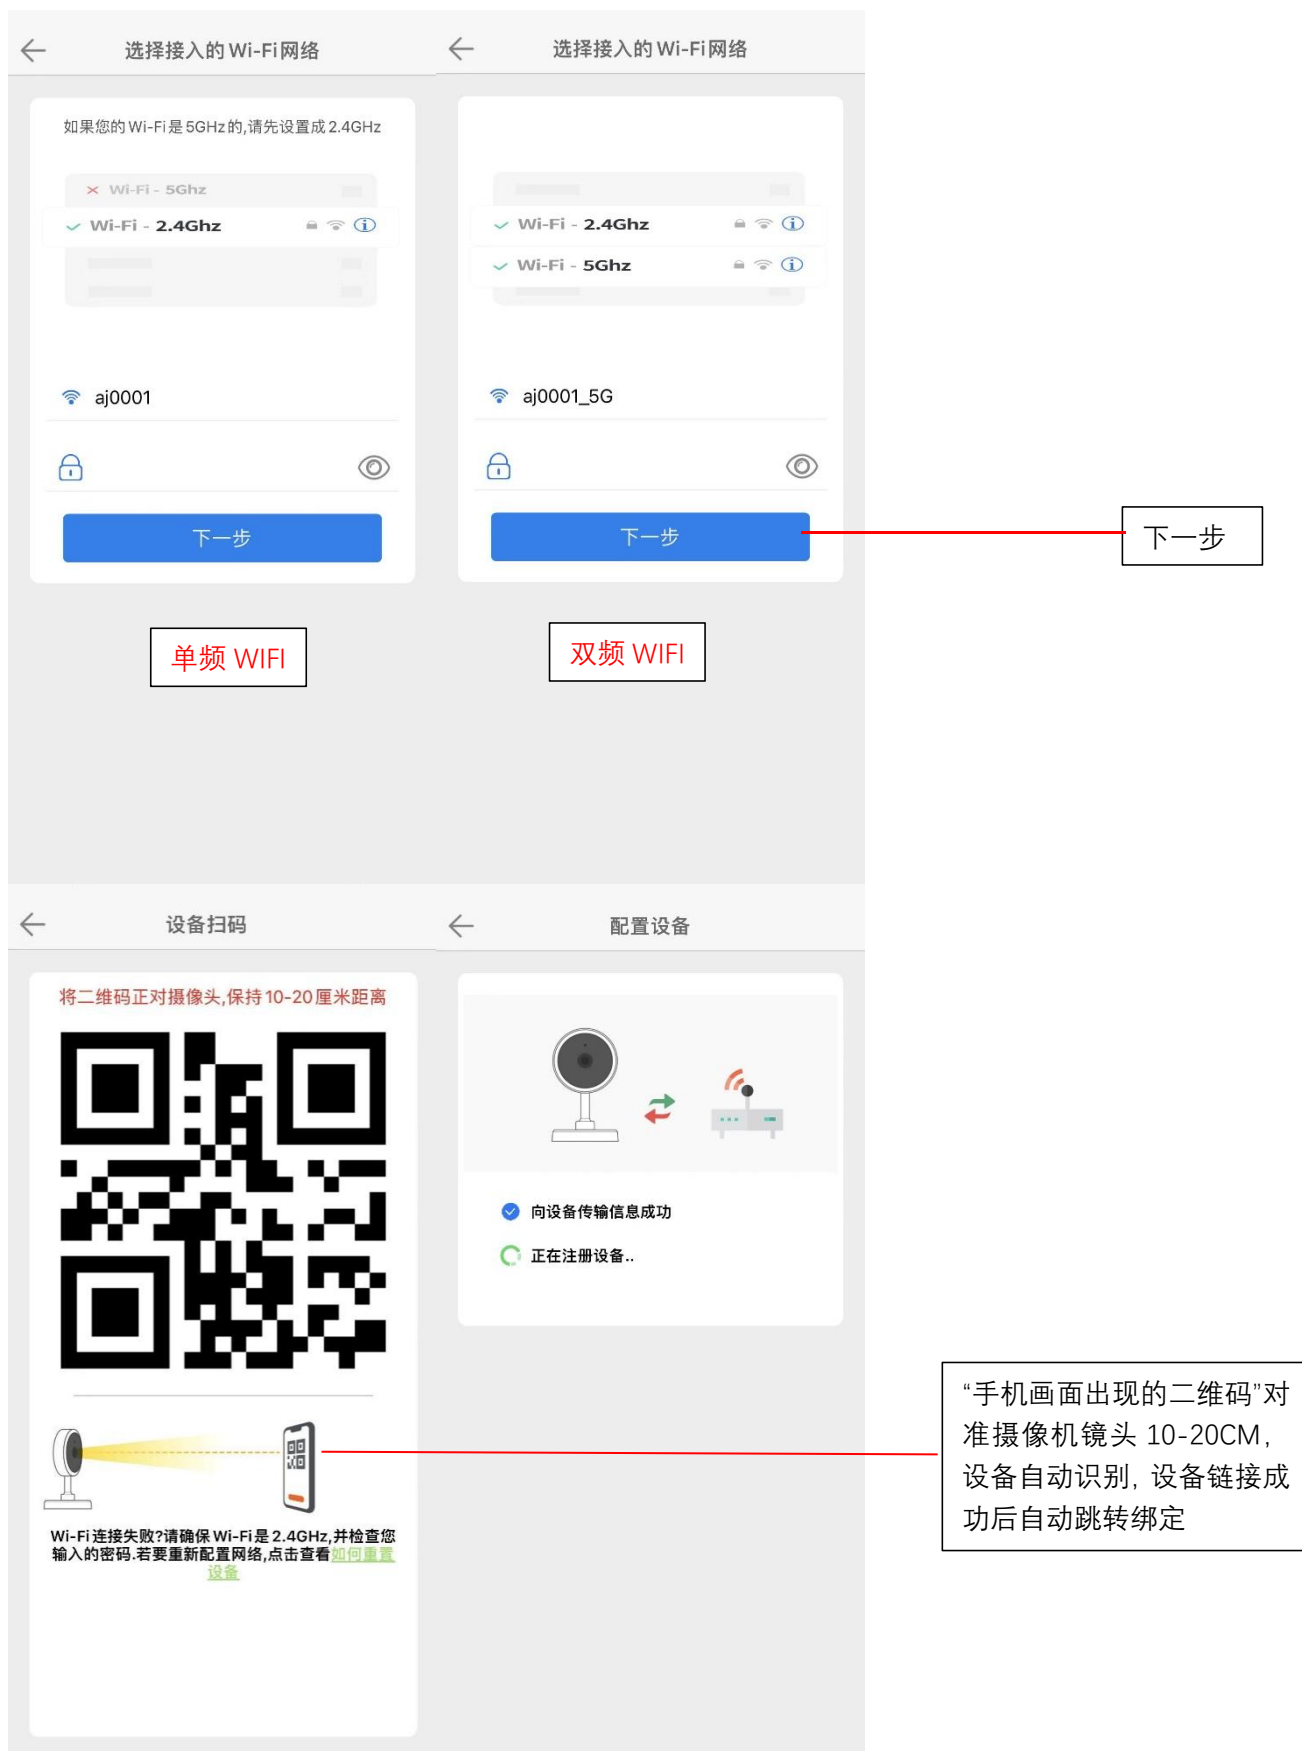 选择接入的Wi-Fi网络
如果您的Wi-Fi是5GHz的,请先设置成2.4GHz
Wi-Fi - 5Ghz
Wi-Fi - 2.4Ghz
aj0001
下一步
单频 WIFI
选择接入的Wi-Fi网络
Wi-Fi - 2.4Ghz
Wi-Fi - 5Ghz
aj0001_5G
下一步
双频 WIFI
下一步
设备扫码
将二维码正对摄像头,保持10-20厘米距离
Wi-Fi连接失败?请确保Wi-Fi是2.4GHz,并检查您
输入的密码.若要重新配置网络,点击查看如何重置
设备
配置设备
向设备传输信息成功
正在注册设备..
“手机画面出现的二维码”对
准摄像机镜头 10-20CM,
设备自动识别, 设备链接成
功后自动跳转绑定